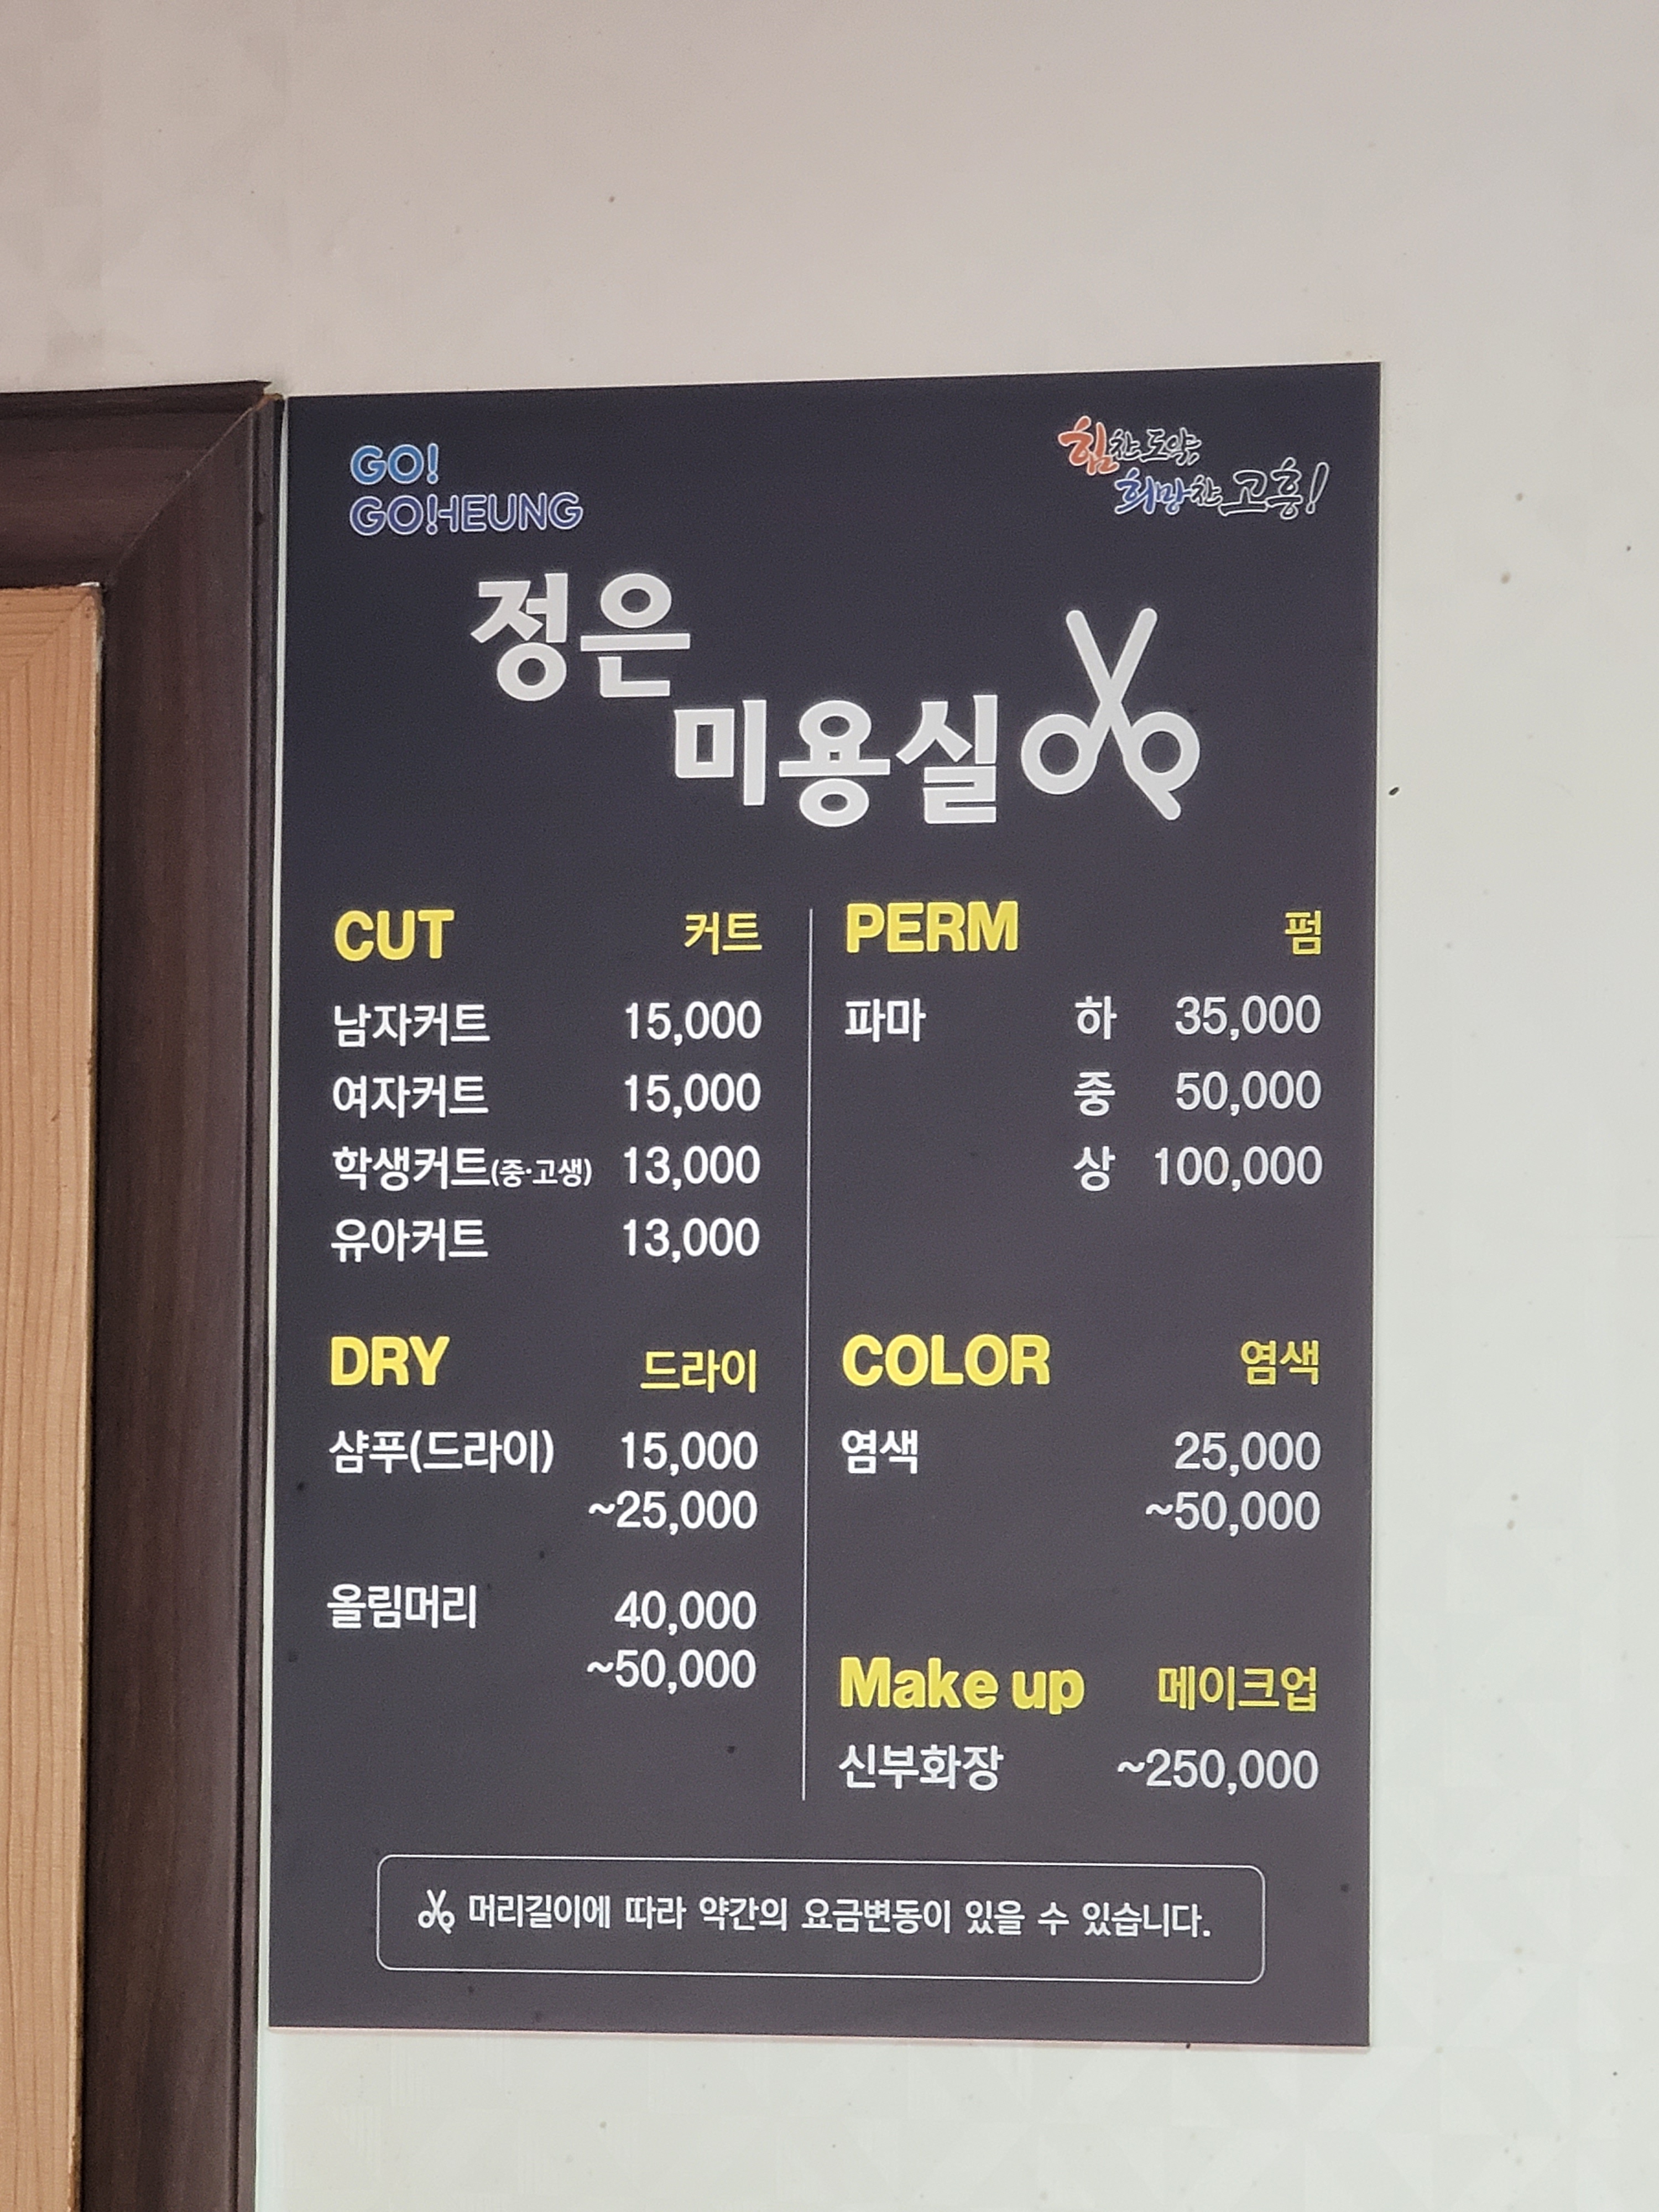 GO!
GO!HEUNG
힘찬 도약
희망찬 고흥!
정은
미용실
CUT 커트
남자커트 15,000
여자커트 15,000
학생커트(중·고생) 13,000
유아커트 13,000
DRY 드라이
샴푸(드라이) 15,000
~25,000
올림머리 40,000
~50,000
PERM 펌
파마 하 35,000
중 50,000
상 100,000
COLOR 염색
염색 25,000
~50,000
Make up 메이크업
신부화장 ~250,000
머리길이에 따라 약간의 요금변동이 있을 수 있습니다.